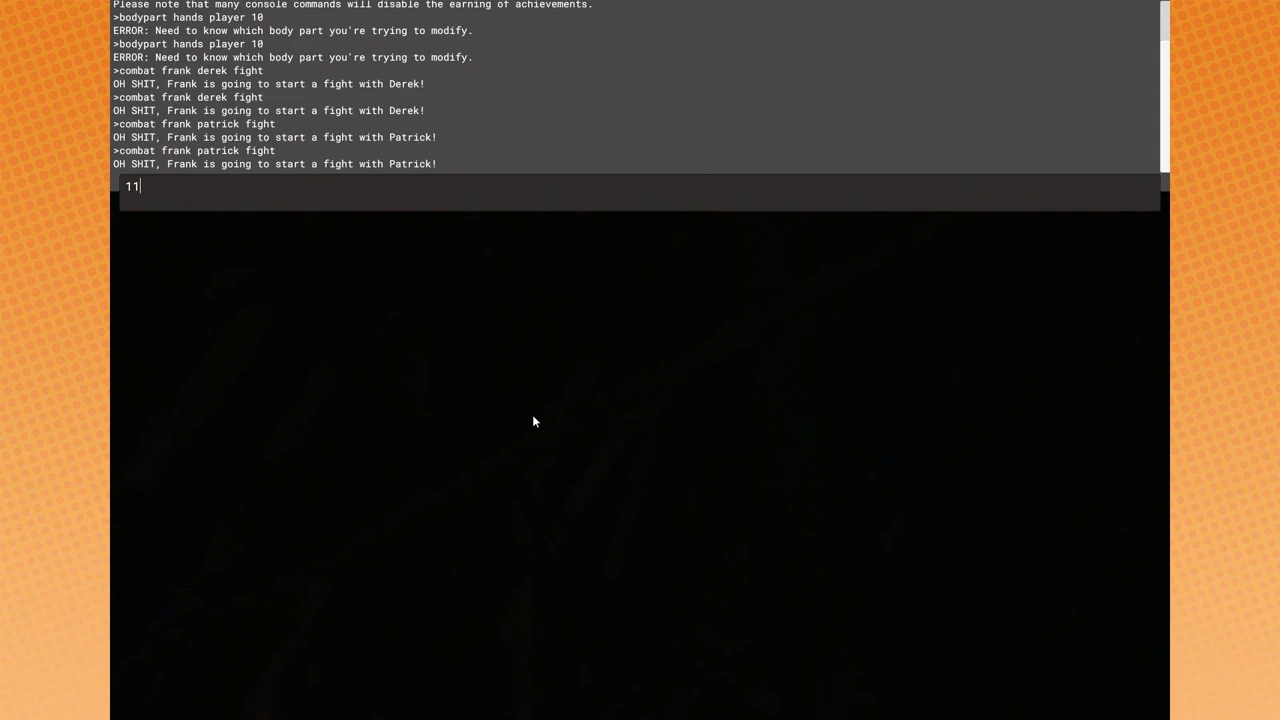 Please note that many console commands will disable the earning of achievements.
>bodypart hands player 10
ERROR: Need to know which body part you're trying to modify.
>bodypart hands player 10
ERROR: Need to know which body part you're trying to modify.
>combat frank derek fight
OH SHIT, Frank is going to start a fight with Derek!
>combat frank derek fight
OH SHIT, Frank is going to start a fight with Derek!
>combat frank patrick fight
OH SHIT, Frank is going to start a fight with Patrick!
>combat frank patrick fight
OH SHIT, Frank is going to start a fight with Patrick!
11